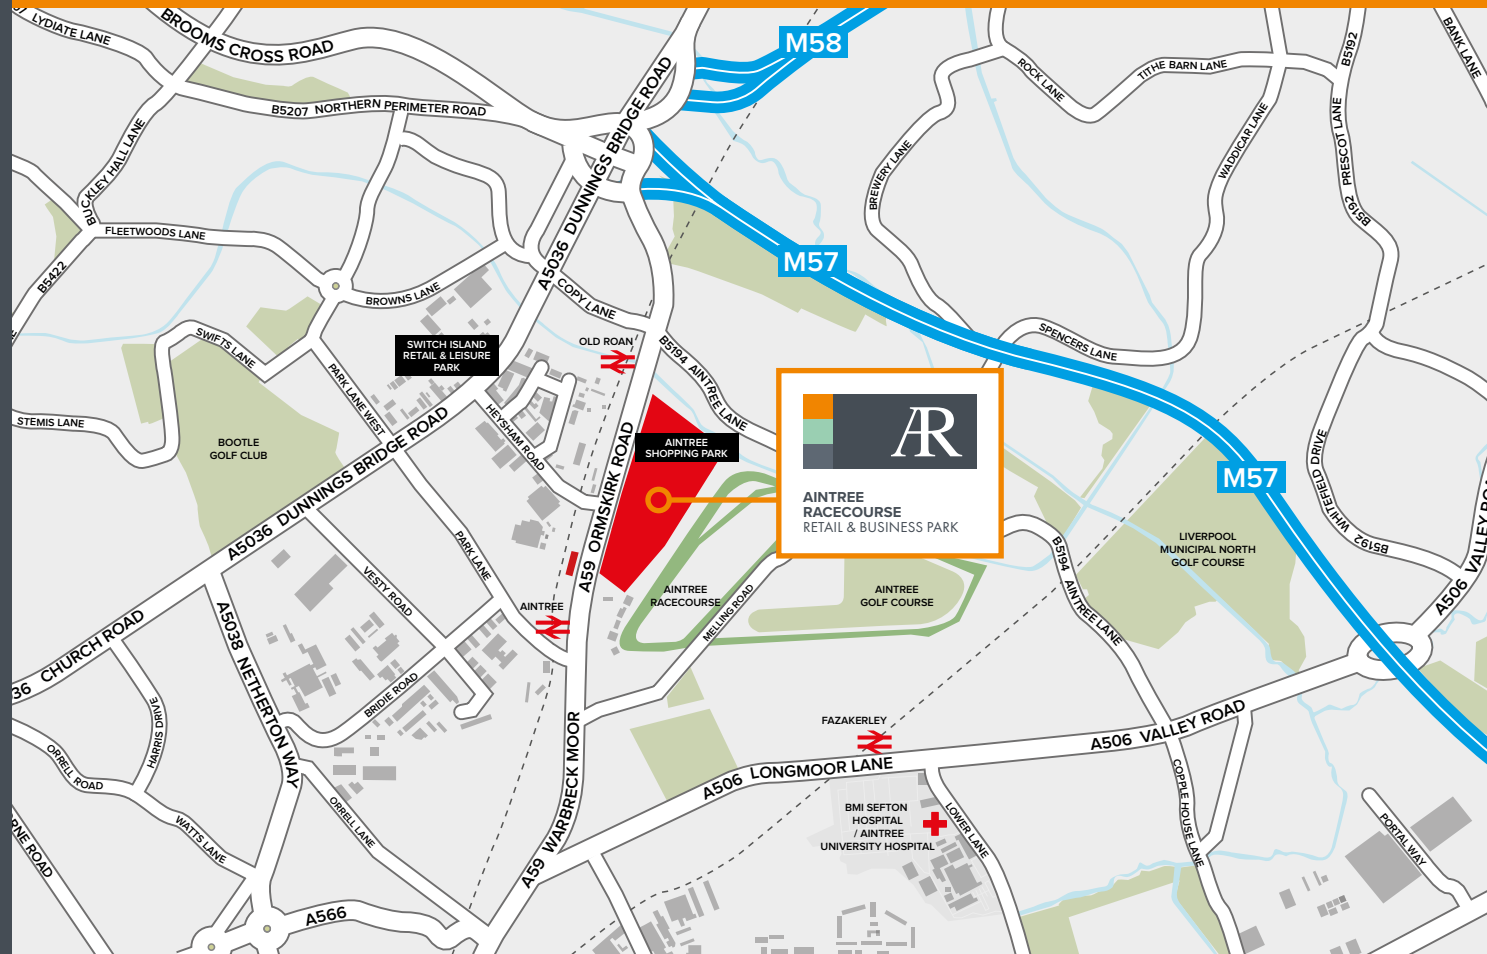 LYDIATE LANE
BROOMS CROSS ROAD
M58
BANK LANE
B5192
ROCK LANE
TITHE BARN LANE
B5207 NORTHERN PERIMETER ROAD
A5036 DUNNINGS BRIDGE ROAD
BUCKLEY HALL LANE
BREWERY LANE
WADDICAR LANE
PRESCOT LANE
B5192
FLEETWOODS LANE
B5422
M57
BROWNS LANE
COPY LANE
SWIFTS LANE
SWITCH ISLAND
RETAIL & LEISURE
PARK
OLD ROAN
B5194 AINTREE LANE
SPENCERS LANE
PARK LANE WEST
STEMIS LANE
BOOTLE
GOLF CLUB
HEYSHAM ROAD
AINTREE
SHOPPING PARK
AR
AINTREE
RACECOURSE
RETAIL & BUSINESS PARK
M57
WHITEFIELD DRIVE
B5192
A5036 DUNNINGS BRIDGE ROAD
A59 ORMSKIRK ROAD
PARK LANE
VESTY ROAD
AINTREE
AINTREE
RACECOURSE
MELLING ROAD
AINTREE
GOLF COURSE
B5194 AINTREE LANE
LIVERPOOL
MUNICIPAL NORTH
GOLF COURSE
A506 VALLEY
36 CHURCH ROAD
A5038 NETHERTON WAY
HARRIS DRIVE
BRIDIE ROAD
ORRELL ROAD
FAZAKERLEY
A506 LONGMOOR LANE
A506 VALLEY ROAD
A59 WARBRECK MOOR
WATTS LANE
ORRELL LANE
RNE ROAD
BMI SEFTON
HOSPITAL
/ AINTREE
UNIVERSITY HOSPITAL
LOWER LANE
COPPLE HOUSE LANE
PORTAL WAY
A566